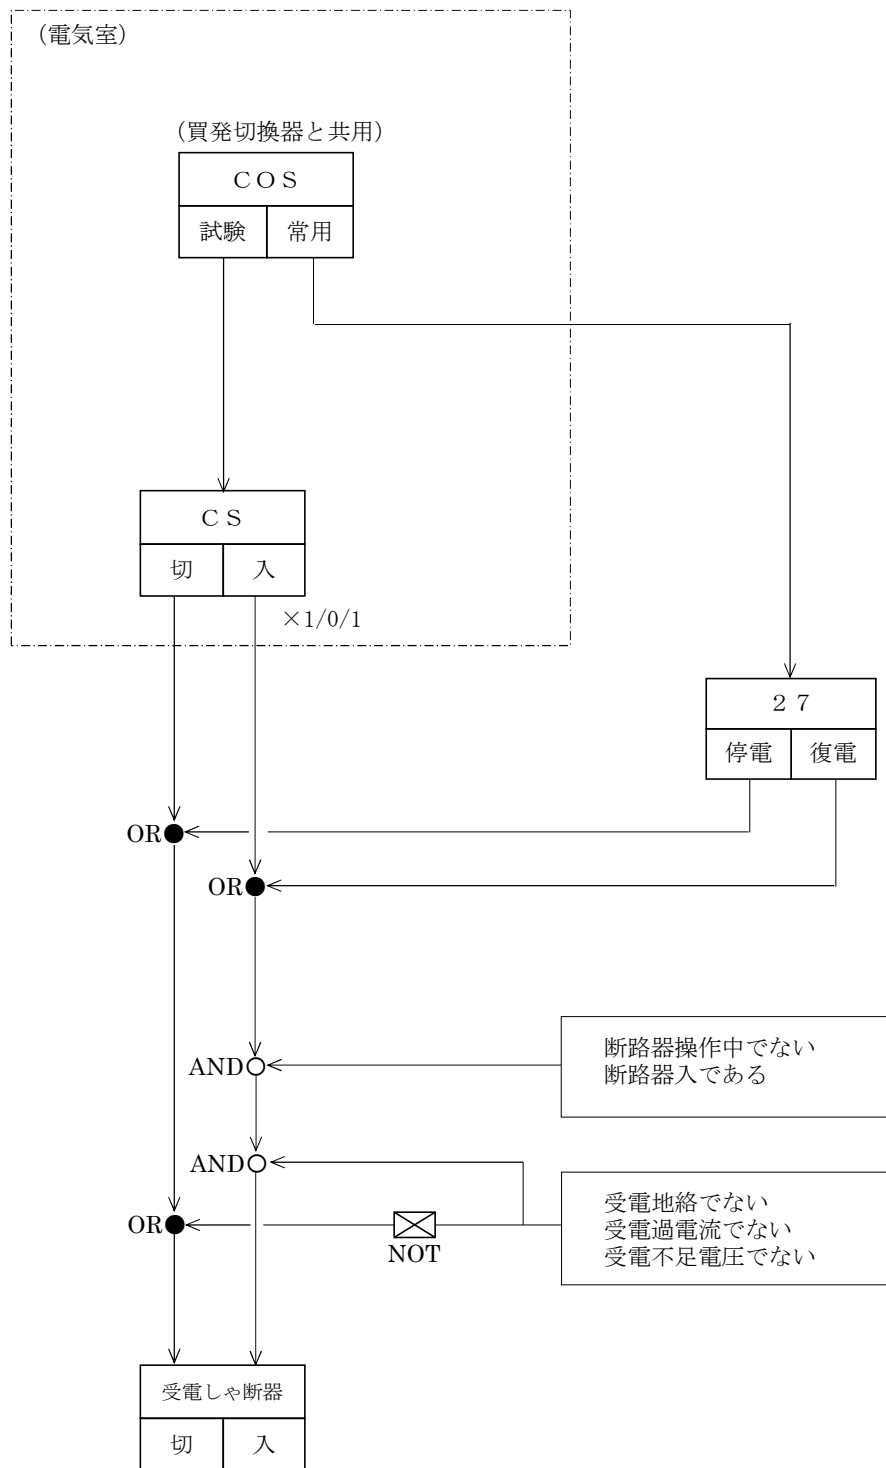 （電気室）
（買発切換器と共用）
ＣＯＳ
試験 常用
ＣＳ
切 入
×1/0/1
２７
停電 復電
OR
OR
断路器操作中でない
断路器入である
AND
AND
受電地絡でない
受電過電流でない
受電不足電圧でない
OR
NOT
受電しゃ断器
切 入